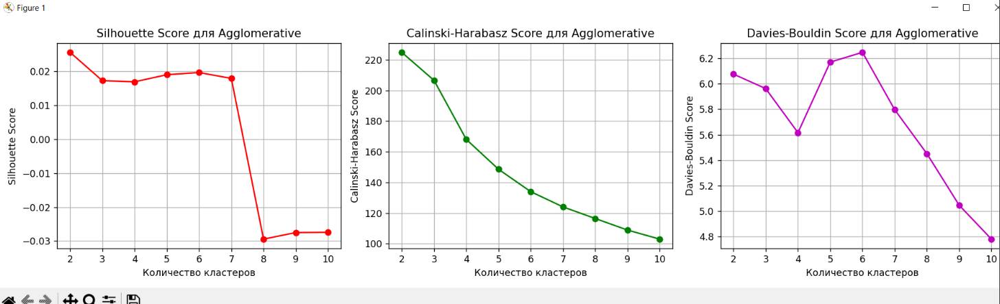 Figure 1
Silhouette Score для Agglomerative
Silhouette Score
0.02
0.01
0.00
−0.01
−0.02
−0.03
2 3 4 5 6 7 8 9 10
Количество кластеров
Calinski-Harabasz Score для Agglomerative
Calinski-Harabasz Score
220
200
180
160
140
120
100
2 3 4 5 6 7 8 9 10
Количество кластеров
Davies-Bouldin Score для Agglomerative
Davies-Bouldin Score
6.2
6.0
5.8
5.6
5.4
5.2
5.0
4.8
2 3 4 5 6 7 8 9 10
Количество кластеров